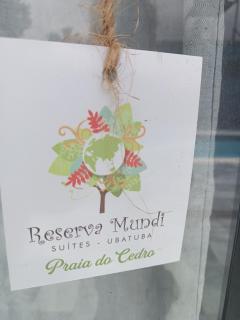 Reserva Mundi
SUÍTES - UBATUBA
Praia do Cedro